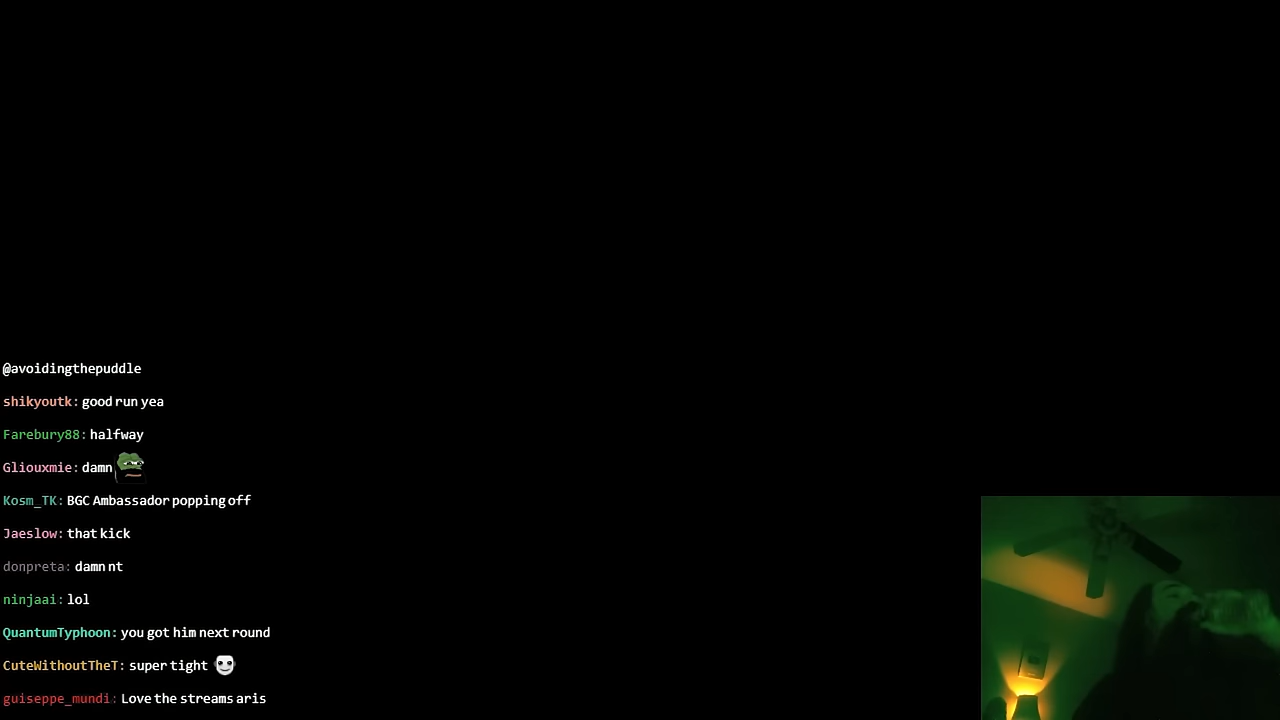 @avoidingthepuddle
shikyoutk: good run yea
Farebury88: halfway
Gliouxmie: damn
Kosm_TK: BGC Ambassador popping off
Jaeslow: that kick
donpreta: damn nt
ninjaai: lol
QuantumTyphoon: you got him next round
CuteWithoutTheT: super tight
guiseppe_mundi: Love the streams aris